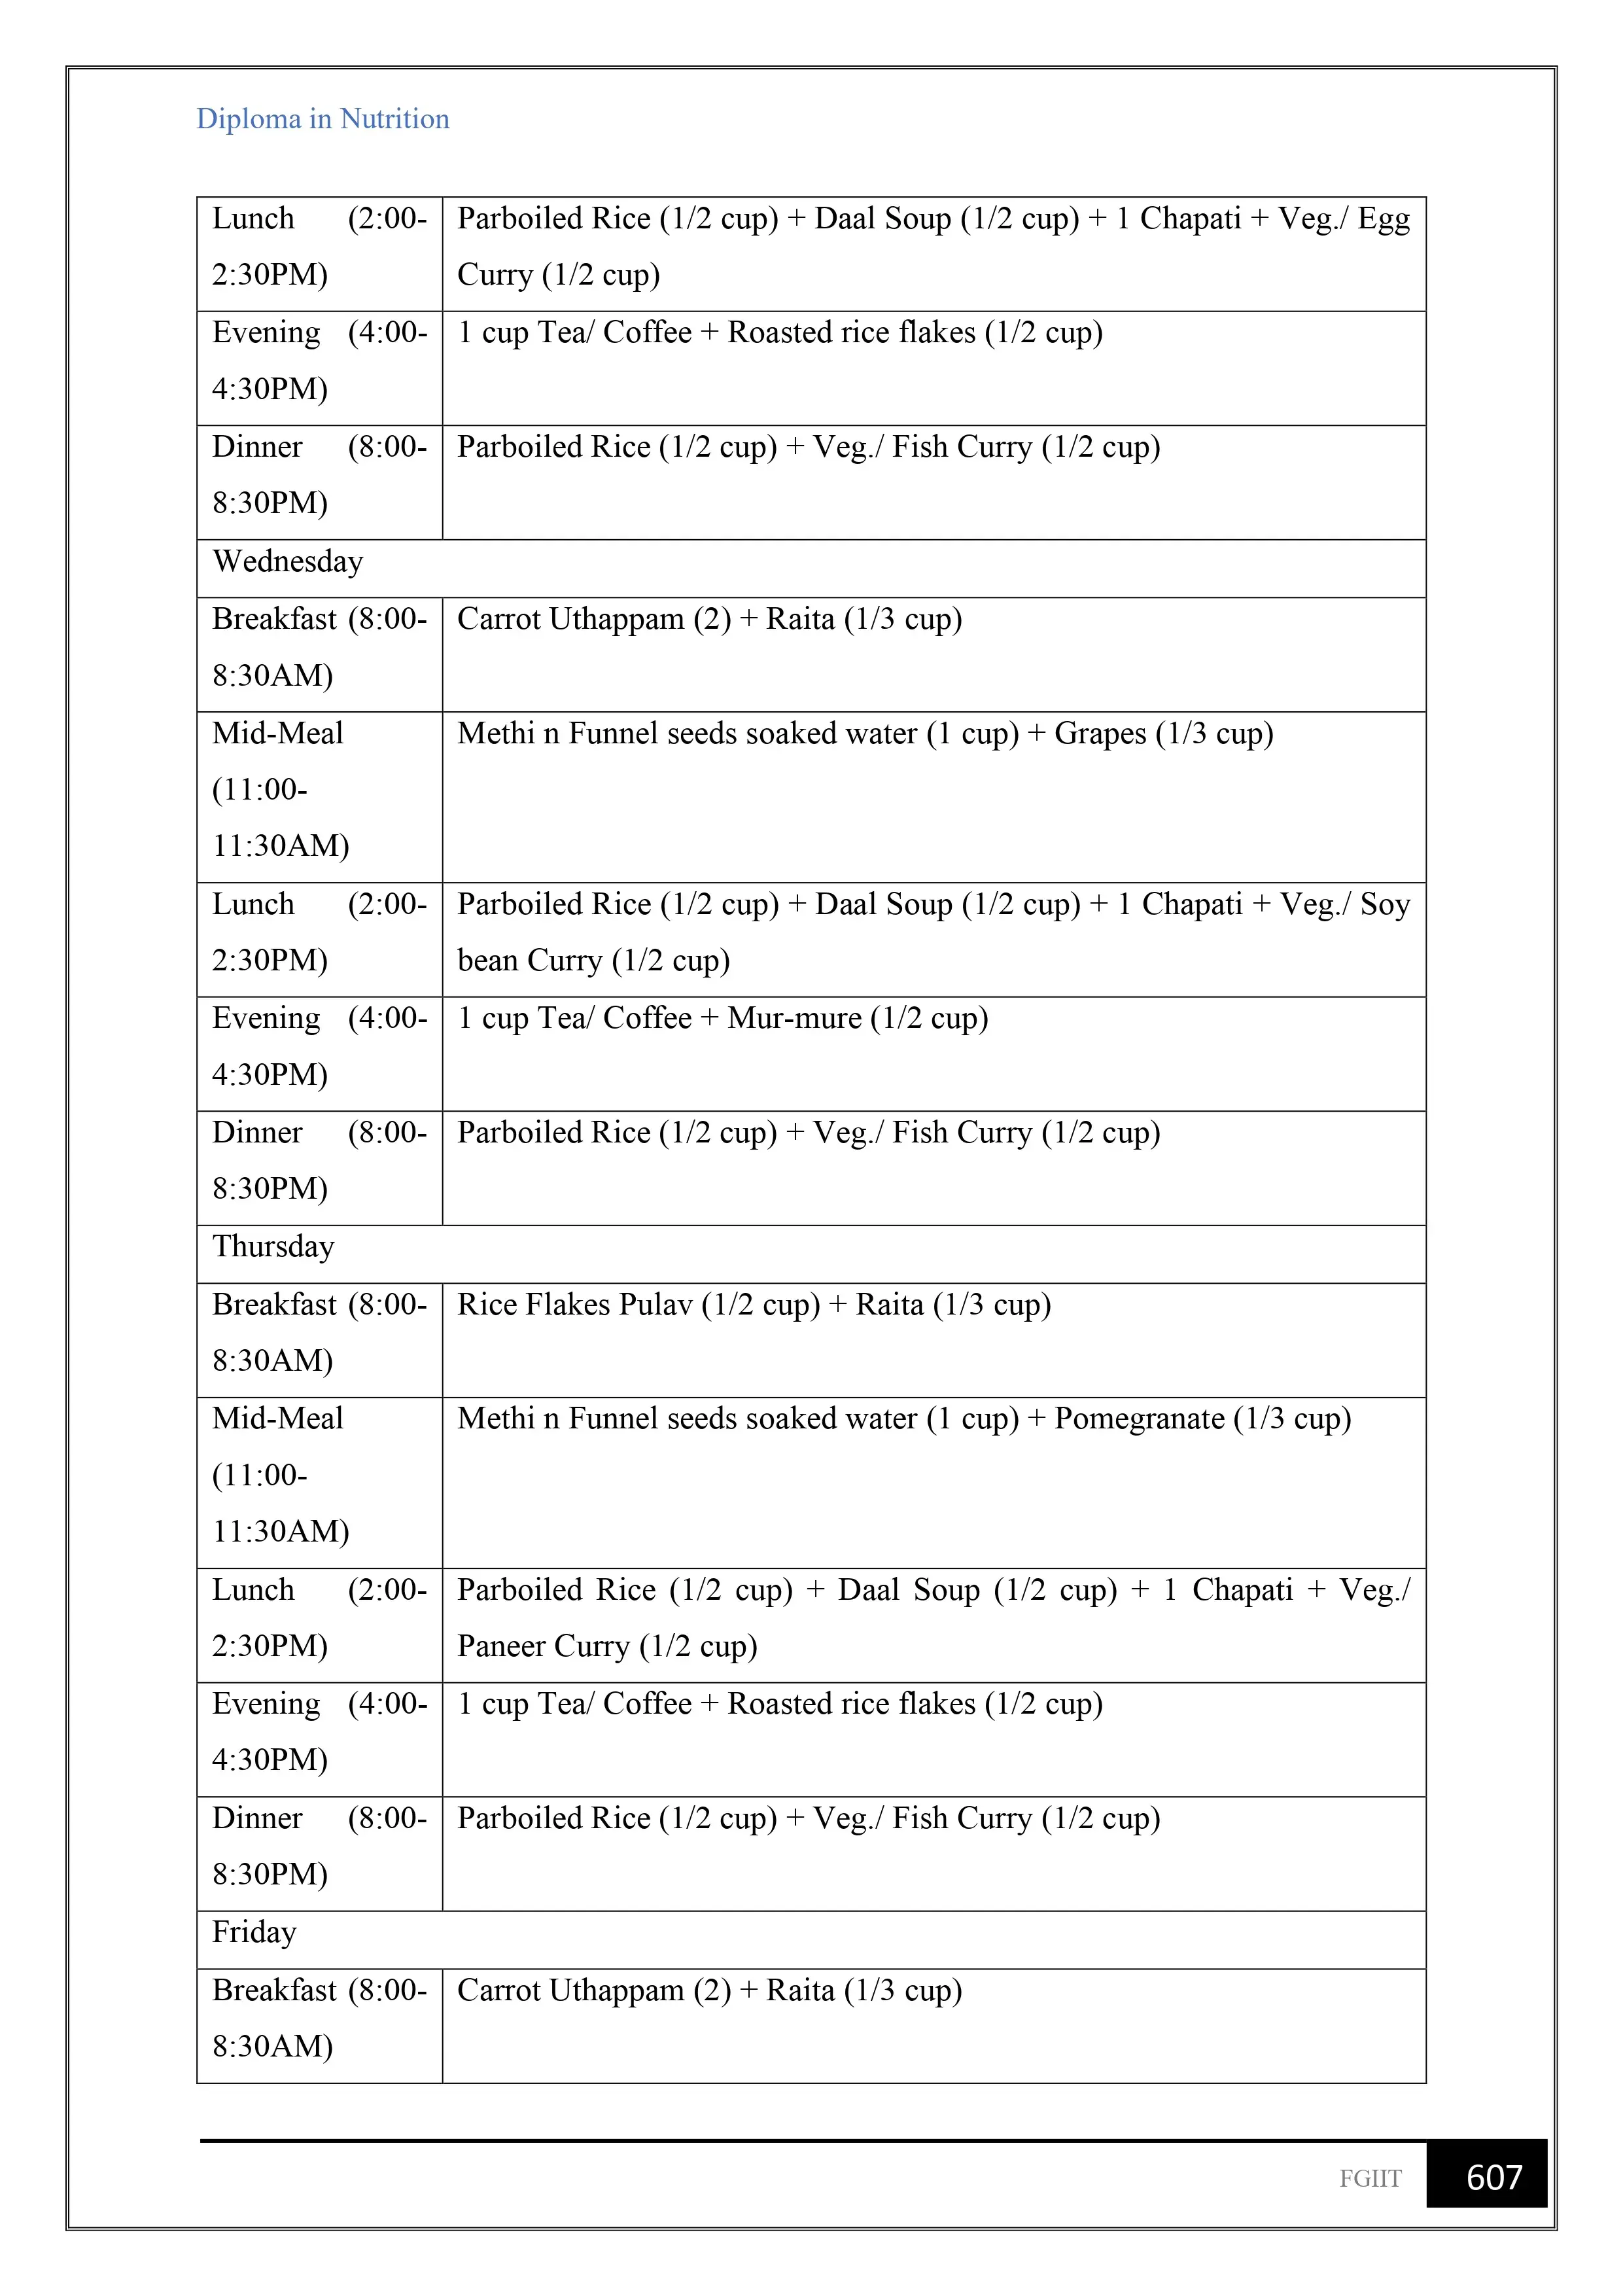 Diploma in Nutrition
Lunch (2:00-
2:30PM)
Parboiled Rice (1/2 cup) + Daal Soup (1/2 cup) + 1 Chapati + Veg./ Egg
Curry (1/2 cup)
Evening (4:00-
4:30PM)
1 cup Tea/ Coffee + Roasted rice flakes (1/2 cup)
Dinner (8:00-
8:30PM)
Parboiled Rice (1/2 cup) + Veg./ Fish Curry (1/2 cup)
Wednesday
Breakfast (8:00-
8:30AM)
Carrot Uthappam (2) + Raita (1/3 cup)
Mid-Meal
(11:00-
11:30AM)
Methi n Funnel seeds soaked water (1 cup) + Grapes (1/3 cup)
Lunch (2:00-
2:30PM)
Parboiled Rice (1/2 cup) + Daal Soup (1/2 cup) + 1 Chapati + Veg./ Soy
bean Curry (1/2 cup)
Evening (4:00-
4:30PM)
1 cup Tea/ Coffee + Mur-mure (1/2 cup)
Dinner (8:00-
8:30PM)
Parboiled Rice (1/2 cup) + Veg./ Fish Curry (1/2 cup)
Thursday
Breakfast (8:00-
8:30AM)
Rice Flakes Pulav (1/2 cup) + Raita (1/3 cup)
Mid-Meal
(11:00-
11:30AM)
Methi n Funnel seeds soaked water (1 cup) + Pomegranate (1/3 cup)
Lunch (2:00-
2:30PM)
Parboiled Rice (1/2 cup) + Daal Soup (1/2 cup) + 1 Chapati + Veg./
Paneer Curry (1/2 cup)
Evening (4:00-
4:30PM)
1 cup Tea/ Coffee + Roasted rice flakes (1/2 cup)
Dinner (8:00-
8:30PM)
Parboiled Rice (1/2 cup) + Veg./ Fish Curry (1/2 cup)
Friday
Breakfast (8:00-
8:30AM)
Carrot Uthappam (2) + Raita (1/3 cup)
FGIIT 607